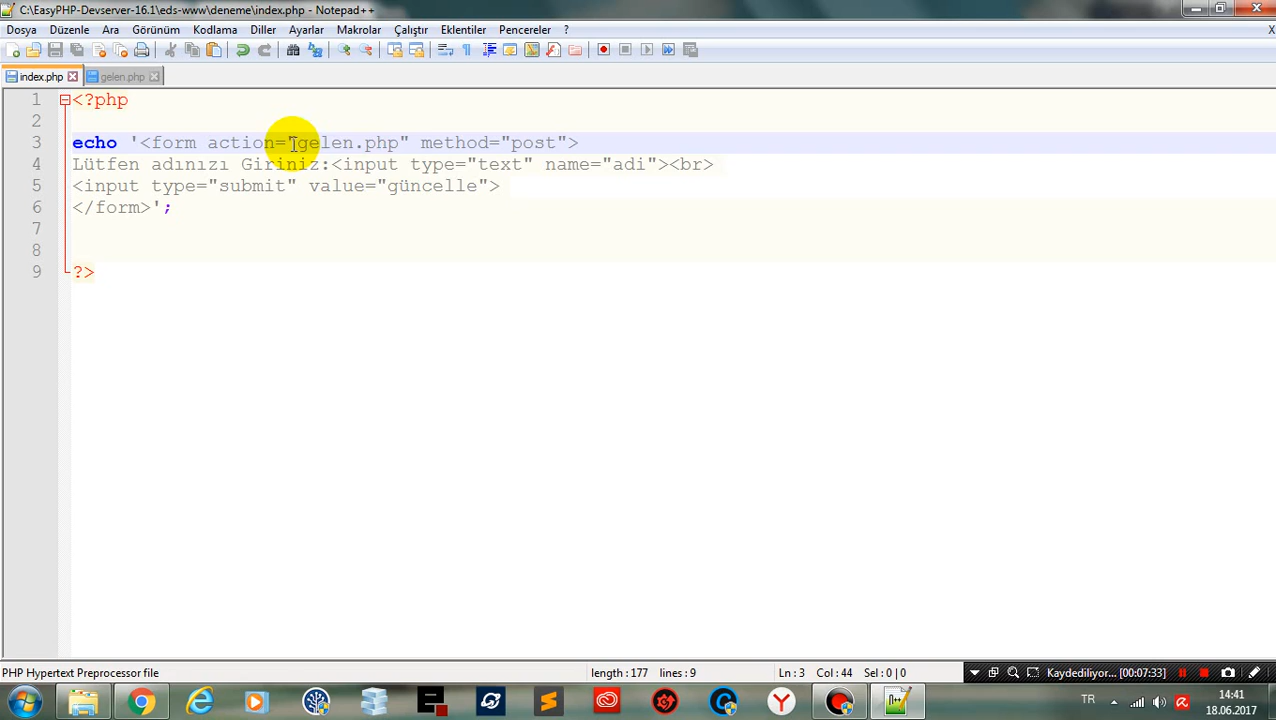 C:\EasyPHP-Devserver-16.1\eds-www\deneme\index.php - Notepad++
Dosya Düzenle Ara Görünüm Kodlama Diller Ayarlar Makrolar Çalıştır Eklentiler Pencereler ? X
index.php gelen.php
1 <?php
2
3 echo '<form action="gelen.php" method="post">
4 Lütfen adınızı Giriniz:<input type="text" name="adi"><br>
5 <input type="submit" value="güncelle">
6 </form>';
7
8
9 ?>
PHP Hypertext Preprocessor file length : 177 lines : 9 Ln : 3 Col : 44 Sel : 0 | 0 Kaydediliyor... [00:07:33]
TR 14:41
18.06.2017